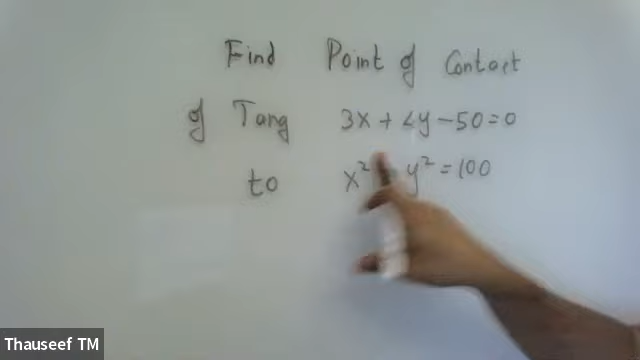 Find Point of Contact
of Tang 3x + 4y - 50 = 0
to x² y² = 100
Thauseef TM